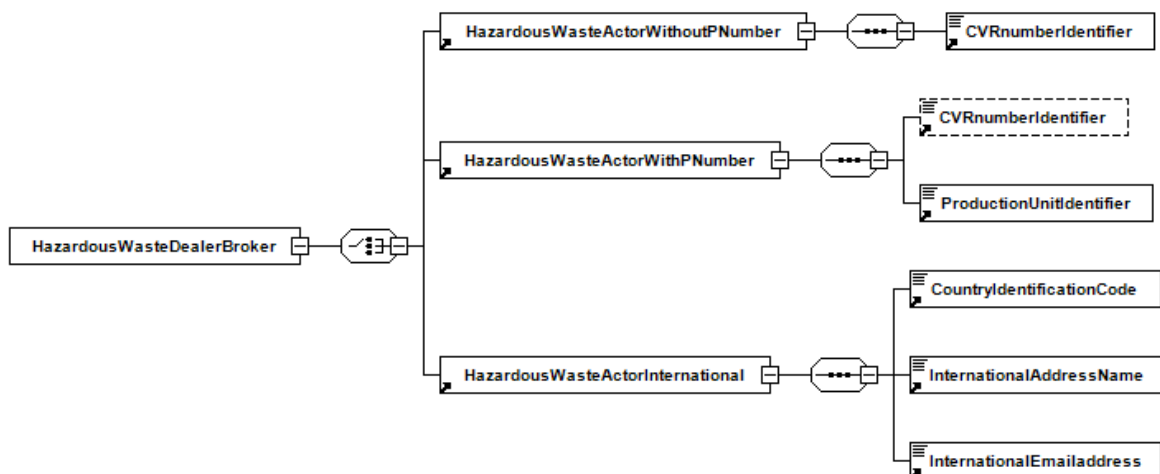 HazardousWasteActorWithoutPNumber
CVRnumberIdentifier
CVRnumberIdentifier
HazardousWasteActorWithPNumber
ProductionUnitIdentifier
HazardousWasteDealerBroker
CountryIdentificationCode
HazardousWasteActorInternational
InternationalAddressName
InternationalEmailaddress